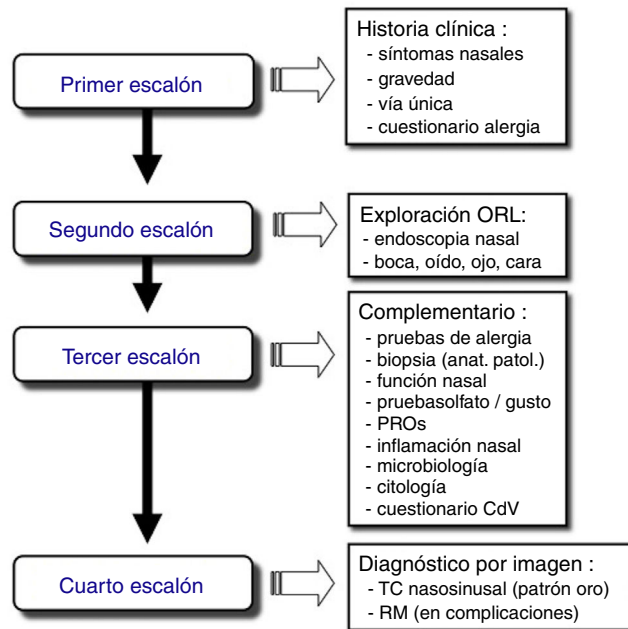 Primer escalón
Historia clínica :
- síntomas nasales
- gravedad
- vía única
- cuestionario alergia
Segundo escalón
Exploración ORL:
- endoscopia nasal
- boca, oído, ojo, cara
Tercer escalón
Complementario :
- pruebas de alergia
- biopsia (anat. patol.)
- función nasal
- pruebasolfato / gusto
- PROs
- inflamación nasal
- microbiología
- citología
- cuestionario CdV
Cuarto escalón
Diagnóstico por imagen :
- TC nasosinusal (patrón oro)
- RM (en complicaciones)